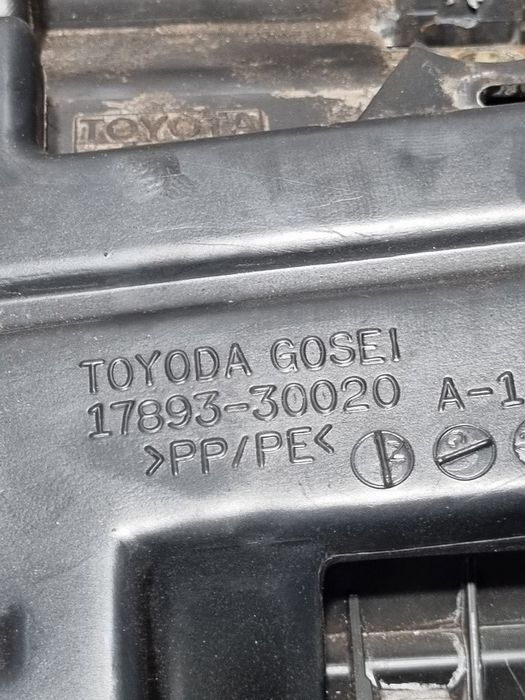 TOYOTA
TOYODA GOSEI
17893-30020 A-1
>PP/PE<